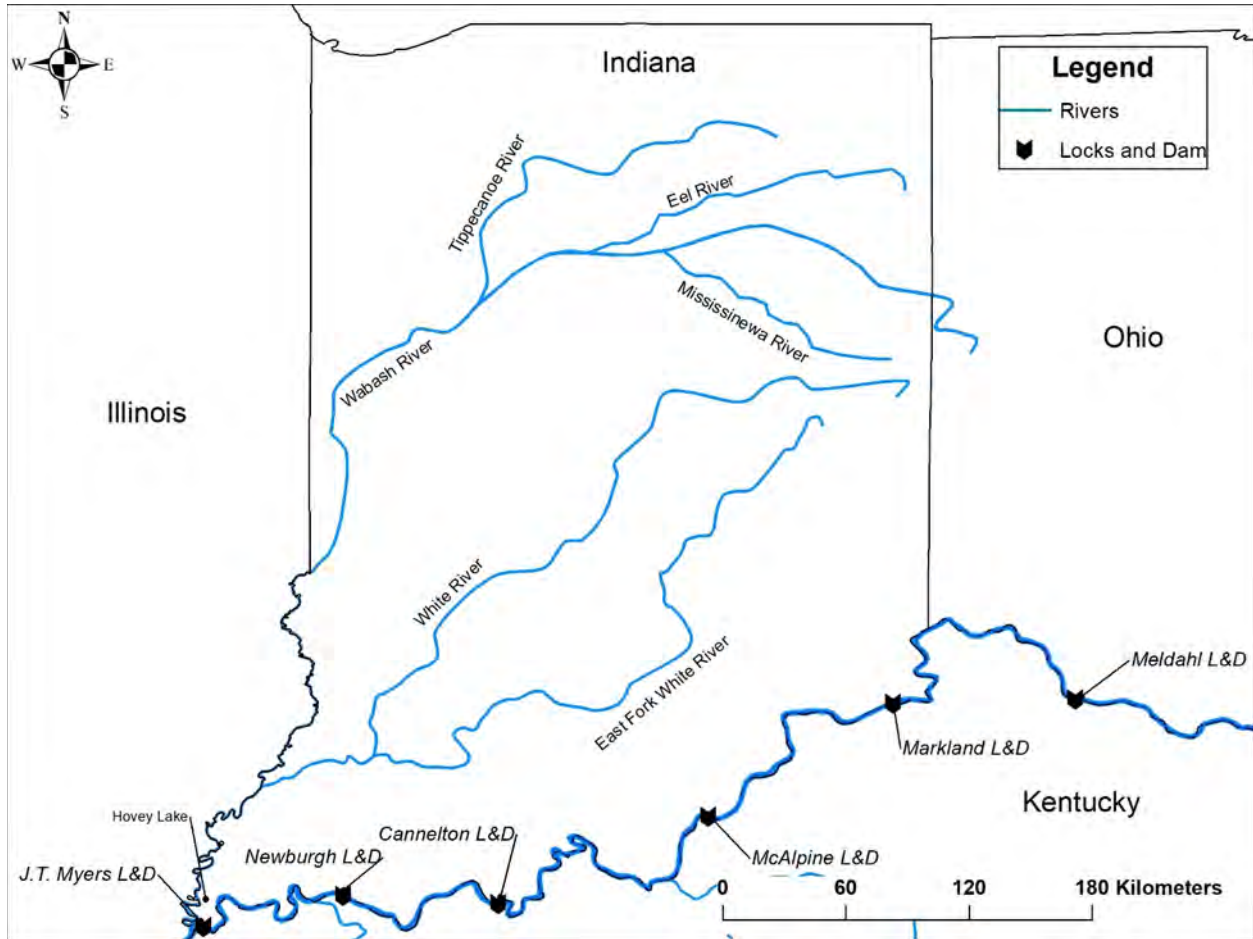 N
W
E
S
Indiana
Legend
Rivers
Locks and Dam
Tippecanoe River
Eel River
Mississinewa River
Ohio
Wabash River
Illinois
White River
East Fork White River
Meldahl L&D
Markland L&D
Kentucky
Hovey Lake
Cannelton L&D
Newburgh L&D
McAlpine L&D
J.T. Myers L&D
0 60 120 180 Kilometers